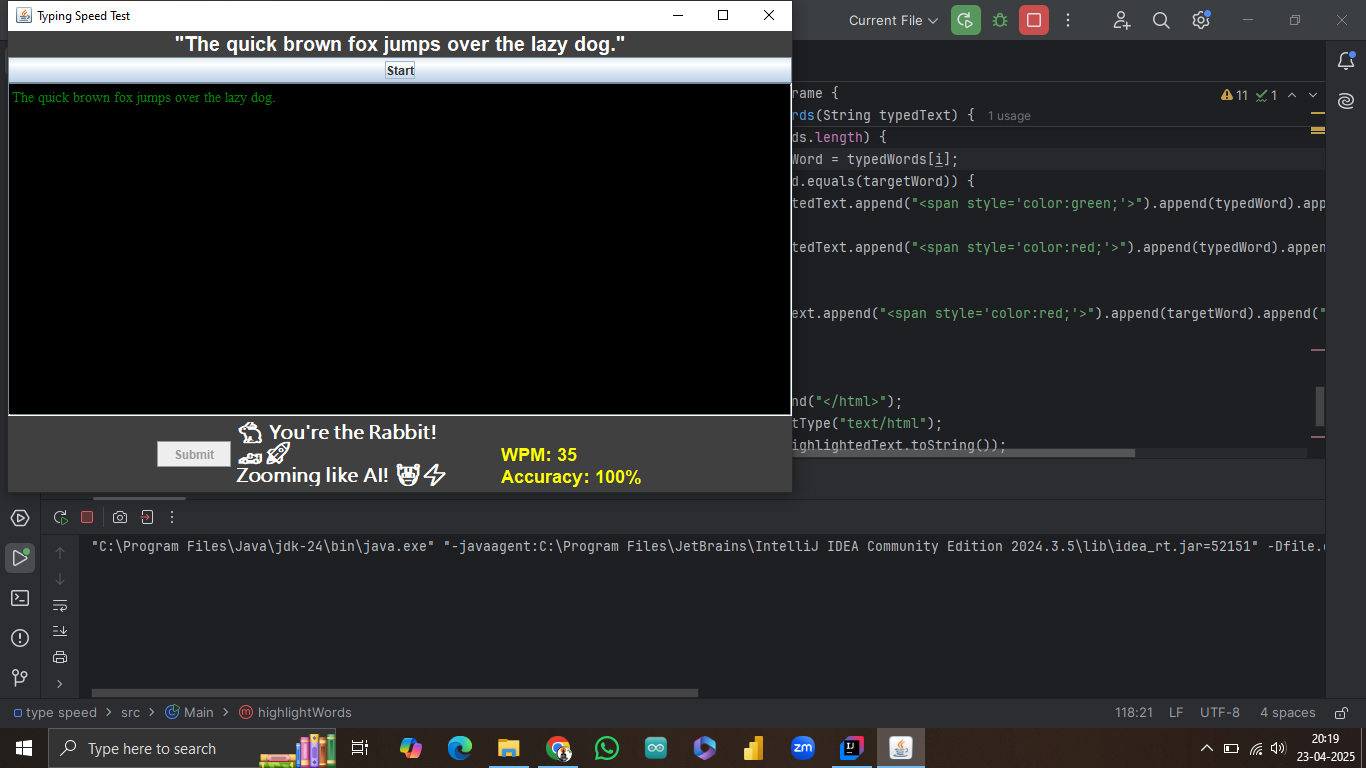 Typing Speed Test
Current File
"The quick brown fox jumps over the lazy dog."
Start
The quick brown fox jumps over the lazy dog.
rame {
11
1
rds(String typedText) { 1 usage
ds.length) {
Word = typedWords[i];
d.equals(targetWord)) {
tedText.append("<span style='color:green;'>").append(typedWord).app
tedText.append("<span style='color:red;'>").append(typedWord).appen
ext.append("<span style='color:red;'>").append(targetWord).append("
nd("</html>");
tType("text/html");
ighlightedText.toString());
Submit
🐇 You're the Rabbit!
🏎🚀
Zooming like AI! 🐯⚡
WPM: 35
Accuracy: 100%
"C:\Program Files\Java\jdk-24\bin\java.exe" "-javaagent:C:\Program Files\JetBrains\IntelliJ IDEA Community Edition 2024.3.5\lib\idea_rt.jar=52151" -Dfile.
type speed > src > Main > highlightWords
118:21 LF UTF-8 4 spaces
Type here to search
zm
IJ
20:19
23-04-2025